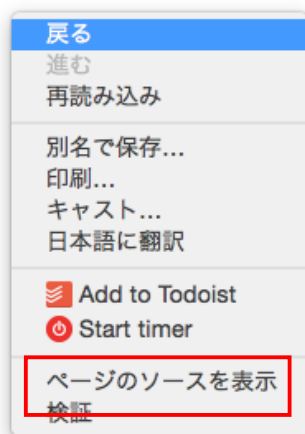 戻る
進む
再読み込み
別名で保存...
印刷...
キャスト...
日本語に翻訳
Add to Todoist
Start timer
ページのソースを表示
検証